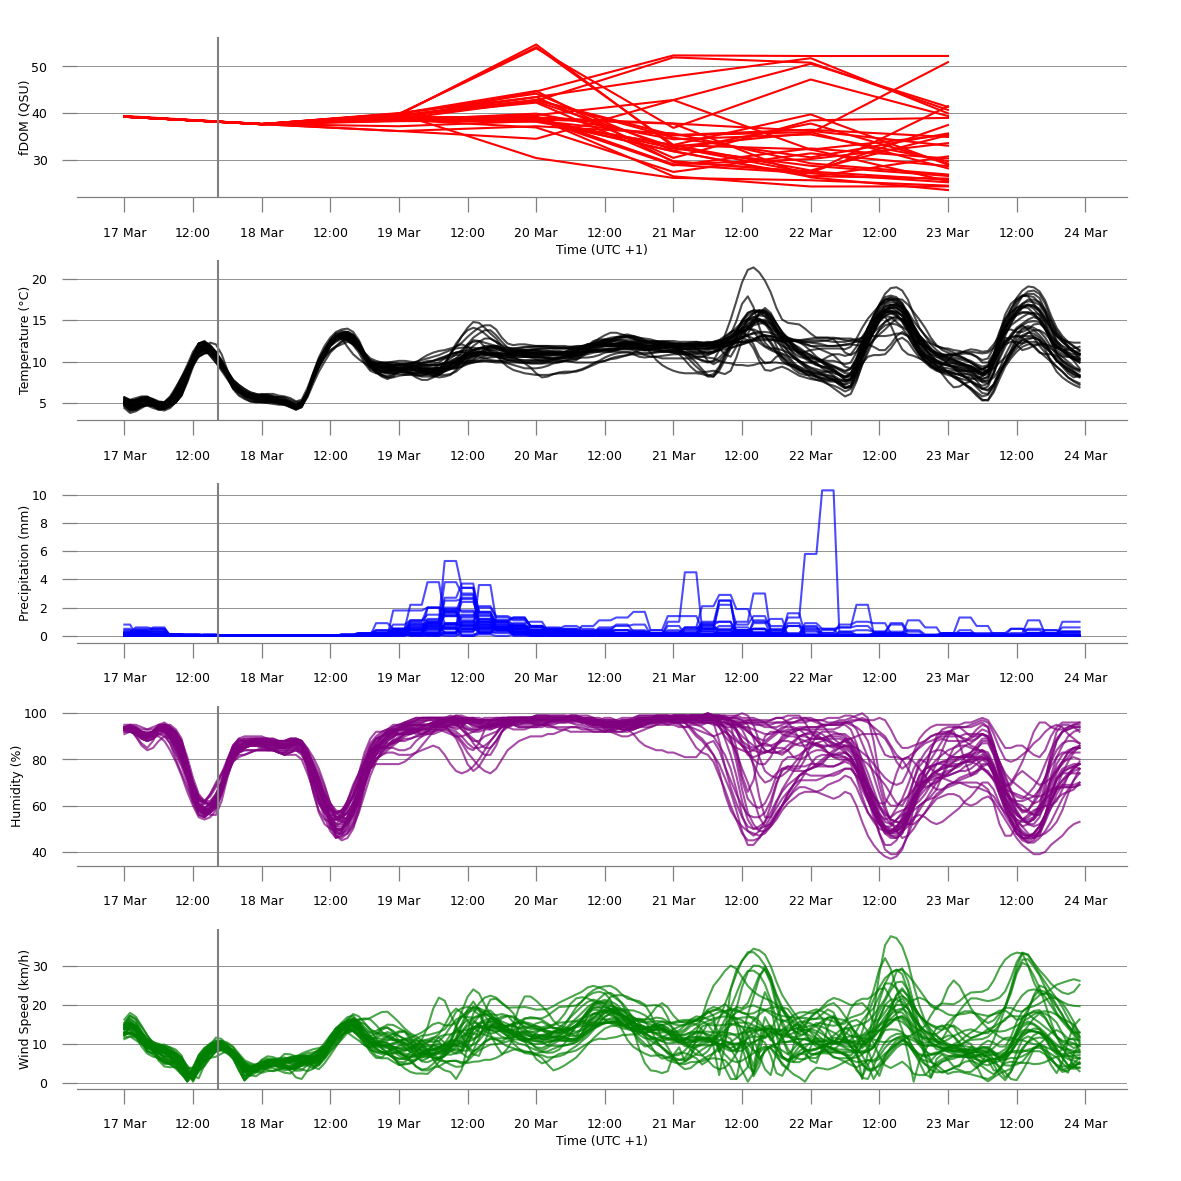 fDOM (QSU)
50
40
30
17 Mar 12:00 18 Mar 12:00 19 Mar 12:00 20 Mar 12:00 21 Mar 12:00 22 Mar 12:00 23 Mar 12:00 24 Mar
Time (UTC +1)
Temperature (°C)
20
15
10
5
17 Mar 12:00 18 Mar 12:00 19 Mar 12:00 20 Mar 12:00 21 Mar 12:00 22 Mar 12:00 23 Mar 12:00 24 Mar
Precipitation (mm)
10
8
6
4
2
0
17 Mar 12:00 18 Mar 12:00 19 Mar 12:00 20 Mar 12:00 21 Mar 12:00 22 Mar 12:00 23 Mar 12:00 24 Mar
Humidity (%)
100
80
60
40
17 Mar 12:00 18 Mar 12:00 19 Mar 12:00 20 Mar 12:00 21 Mar 12:00 22 Mar 12:00 23 Mar 12:00 24 Mar
Wind Speed (km/h)
30
20
10
0
17 Mar 12:00 18 Mar 12:00 19 Mar 12:00 20 Mar 12:00 21 Mar 12:00 22 Mar 12:00 23 Mar 12:00 24 Mar
Time (UTC +1)